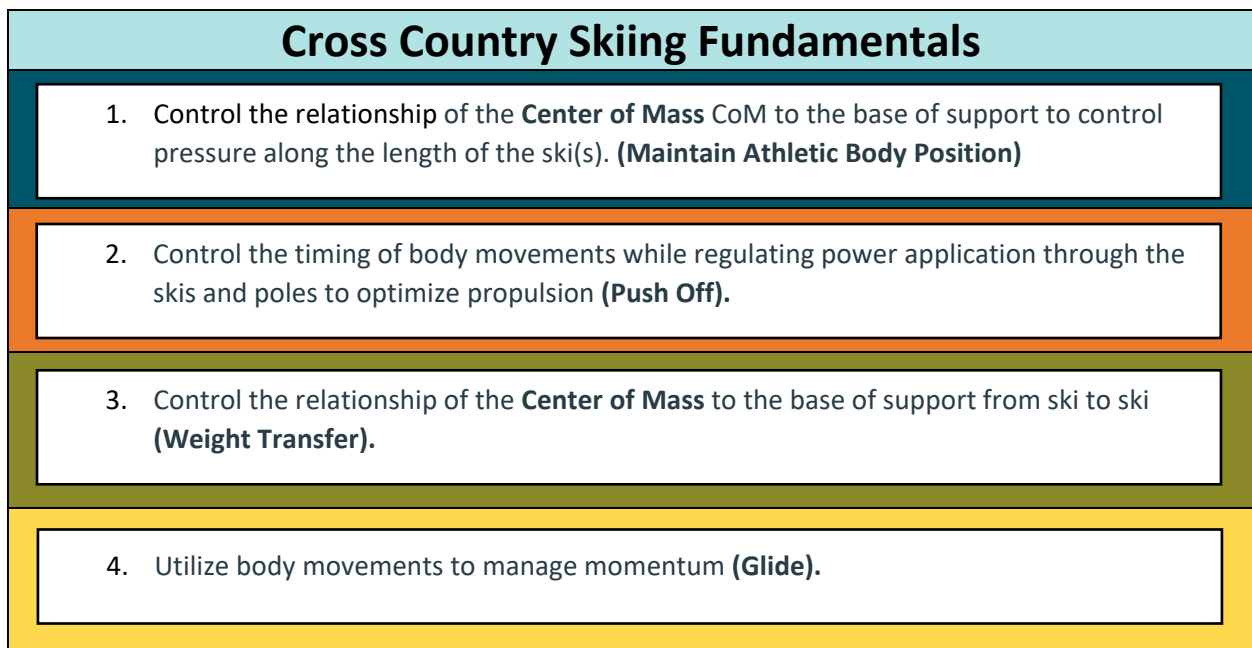 Cross Country Skiing Fundamentals
1. Control the relationship of the Center of Mass CoM to the base of support to control
pressure along the length of the ski(s). (Maintain Athletic Body Position)
2. Control the timing of body movements while regulating power application through the
skis and poles to optimize propulsion (Push Off).
3. Control the relationship of the Center of Mass to the base of support from ski to ski
(Weight Transfer).
4. Utilize body movements to manage momentum (Glide).